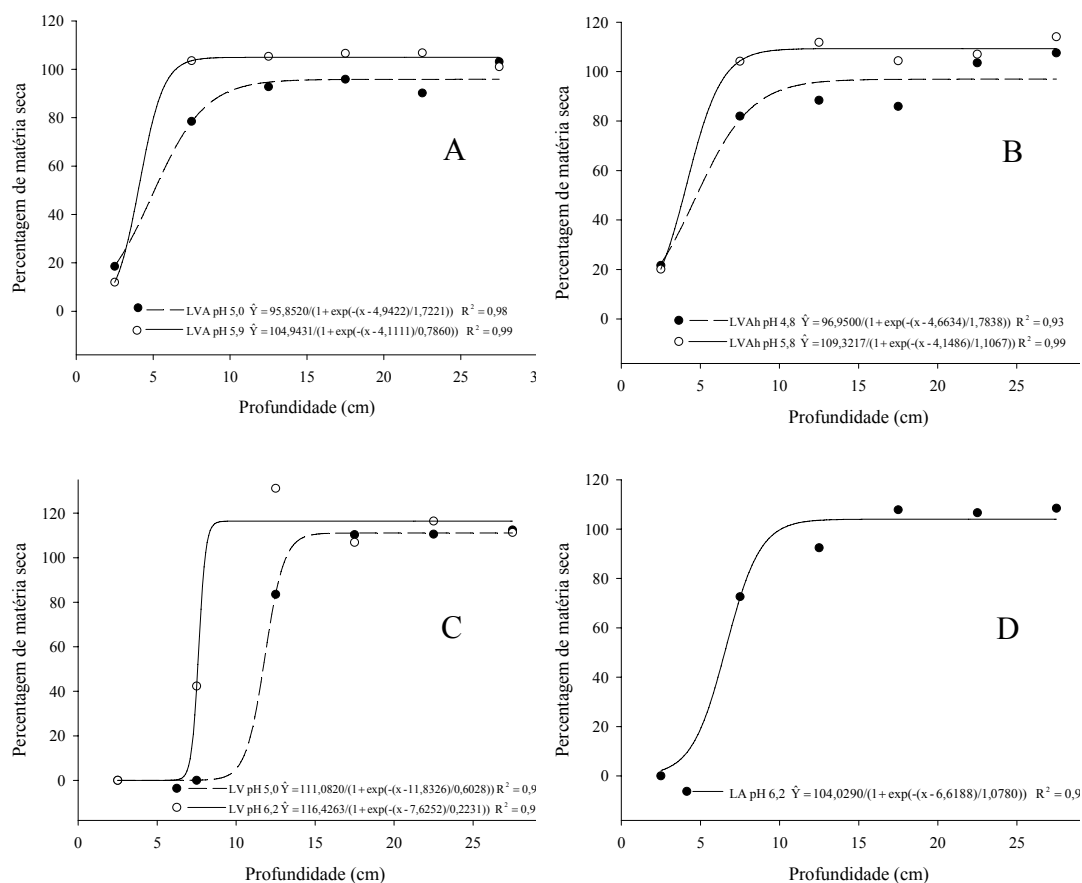 120
100
80
60
40
20
0
Percentagem de matéria seca
A
LVA pH 5,0 Ŷ = 95,8520/(1+exp(-(x-4,9422)/1,7221)) R² = 0,98
LVA pH 5,9 Ŷ = 104,9431/(1+exp(-(x-4,1111)/0,7860)) R² = 0,99
0 5 10 15 20 25 3
Profundidade (cm)
120
100
80
60
40
20
0
Percentagem de matéria seca
B
LVAh pH 4,8 Ŷ = 96,9500/(1+exp(-(x-4,6634)/1,7838)) R² = 0,93
LVAh pH 5,8 Ŷ = 109,3217/(1+exp(-(x-4,1486)/1,1067)) R² = 0,99
0 5 10 15 20 25
Profundidade (cm)
120
100
80
60
40
20
0
Percentagem de matéria seca
C
LV pH 5,0 Ŷ = 111,0820/(1+exp(-(x-11,8326)/0,6028)) R² = 0,9
LV pH 6,2 Ŷ = 116,4263/(1+exp(-(x-7,6252)/0,2231)) R² = 0,9
0 5 10 15 20 25
Profundidade (cm)
120
100
80
60
40
20
0
Percentagem de matéria seca
D
LA pH 6,2 Ŷ = 104,0290/(1+exp(-(x-6,6188)/1,0780)) R² = 0,9
0 5 10 15 20 25
Profundidade (cm)